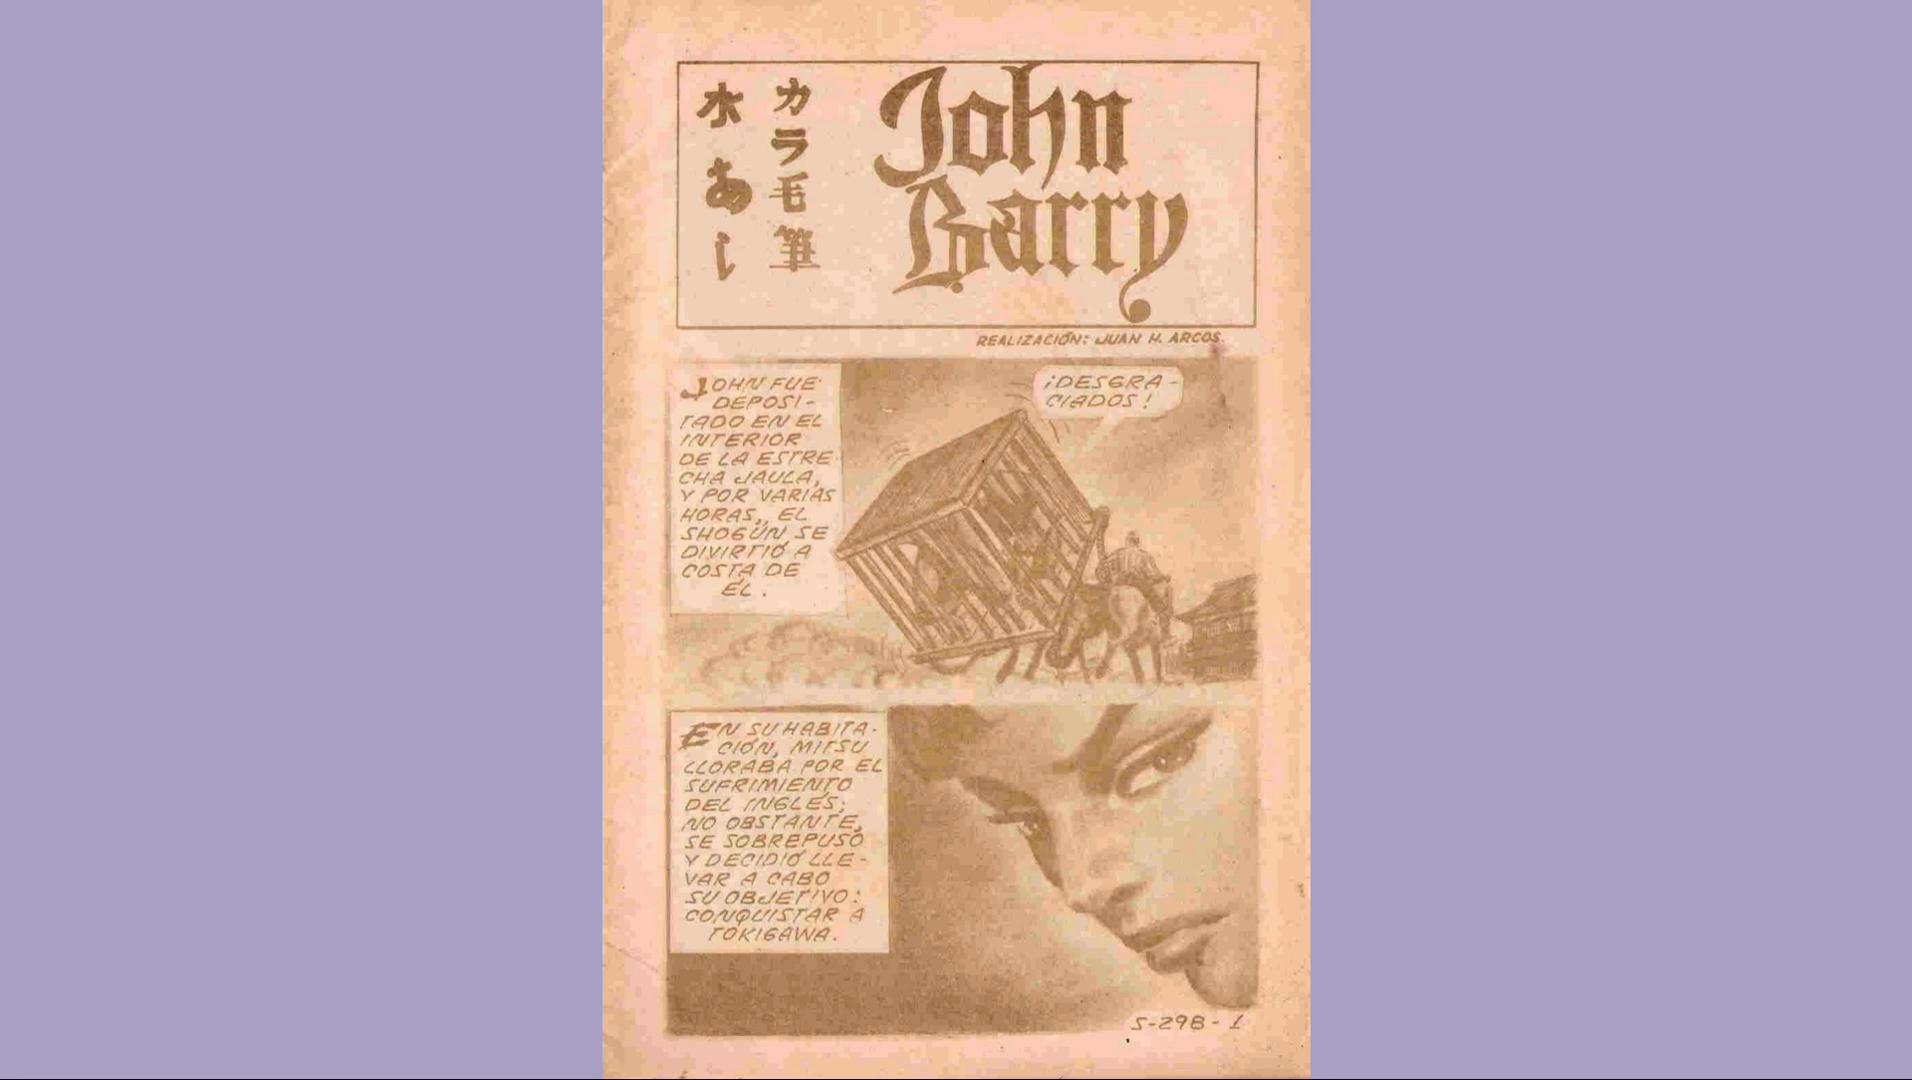 水あし
カラ毛筆
John
Barry
REALIZACIÓN: JUAN H. ARCOS.
JOHN FUE
DEPOSI-
TADO EN EL
INTERIOR
DE LA ESTRE-
CHA JAULA,
Y POR VARIAS
HORAS, EL
SHOGÚN SE
DIVIRTIÓ A
COSTA DE
ÉL.
¡DESGRA-
CIADOS!
EN SU HABITA-
CIÓN, MITSU
LLORABA POR EL
SUFRIMIENTO
DEL INGLÉS;
NO OBSTANTE,
SE SOBREPUSO
Y DECIDIÓ LLE-
VAR A CABO
SU OBJETIVO:
CONQUISTAR A
TOKIGAWA.
S-298-1